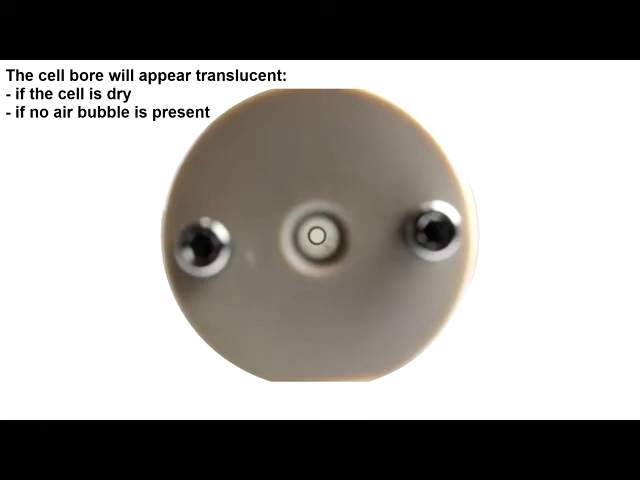 The cell bore will appear translucent:
- if the cell is dry
- if no air bubble is present